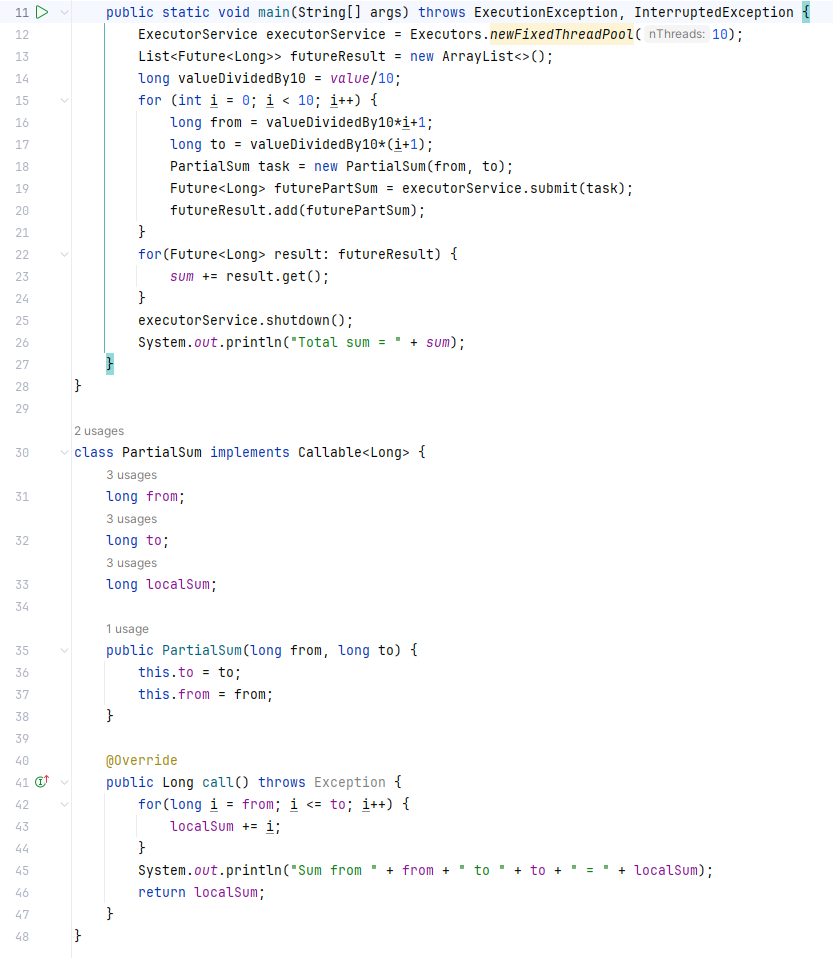 11 public static void main(String[] args) throws ExecutionException, InterruptedException {
12 ExecutorService executorService = Executors.newFixedThreadPool( nThreads: 10);
13 List<Future<Long>> futureResult = new ArrayList<>();
14 long valueDividedBy10 = value/10;
15 for (int i = 0; i < 10; i++) {
16 long from = valueDividedBy10*i+1;
17 long to = valueDividedBy10*(i+1);
18 PartialSum task = new PartialSum(from, to);
19 Future<Long> futurePartSum = executorService.submit(task);
20 futureResult.add(futurePartSum);
21 }
22 for(Future<Long> result: futureResult) {
23 sum += result.get();
24 }
25 executorService.shutdown();
26 System.out.println("Total sum = " + sum);
27 }
28 }
29
2 usages
30 class PartialSum implements Callable<Long> {
3 usages
31 long from;
3 usages
32 long to;
3 usages
33 long localSum;
34
1 usage
35 public PartialSum(long from, long to) {
36 this.to = to;
37 this.from = from;
38 }
39
40 @Override
41 public Long call() throws Exception {
42 for(long i = from; i <= to; i++) {
43 localSum += i;
44 }
45 System.out.println("Sum from " + from + " to " + to + " = " + localSum);
46 return localSum;
47 }
48 }